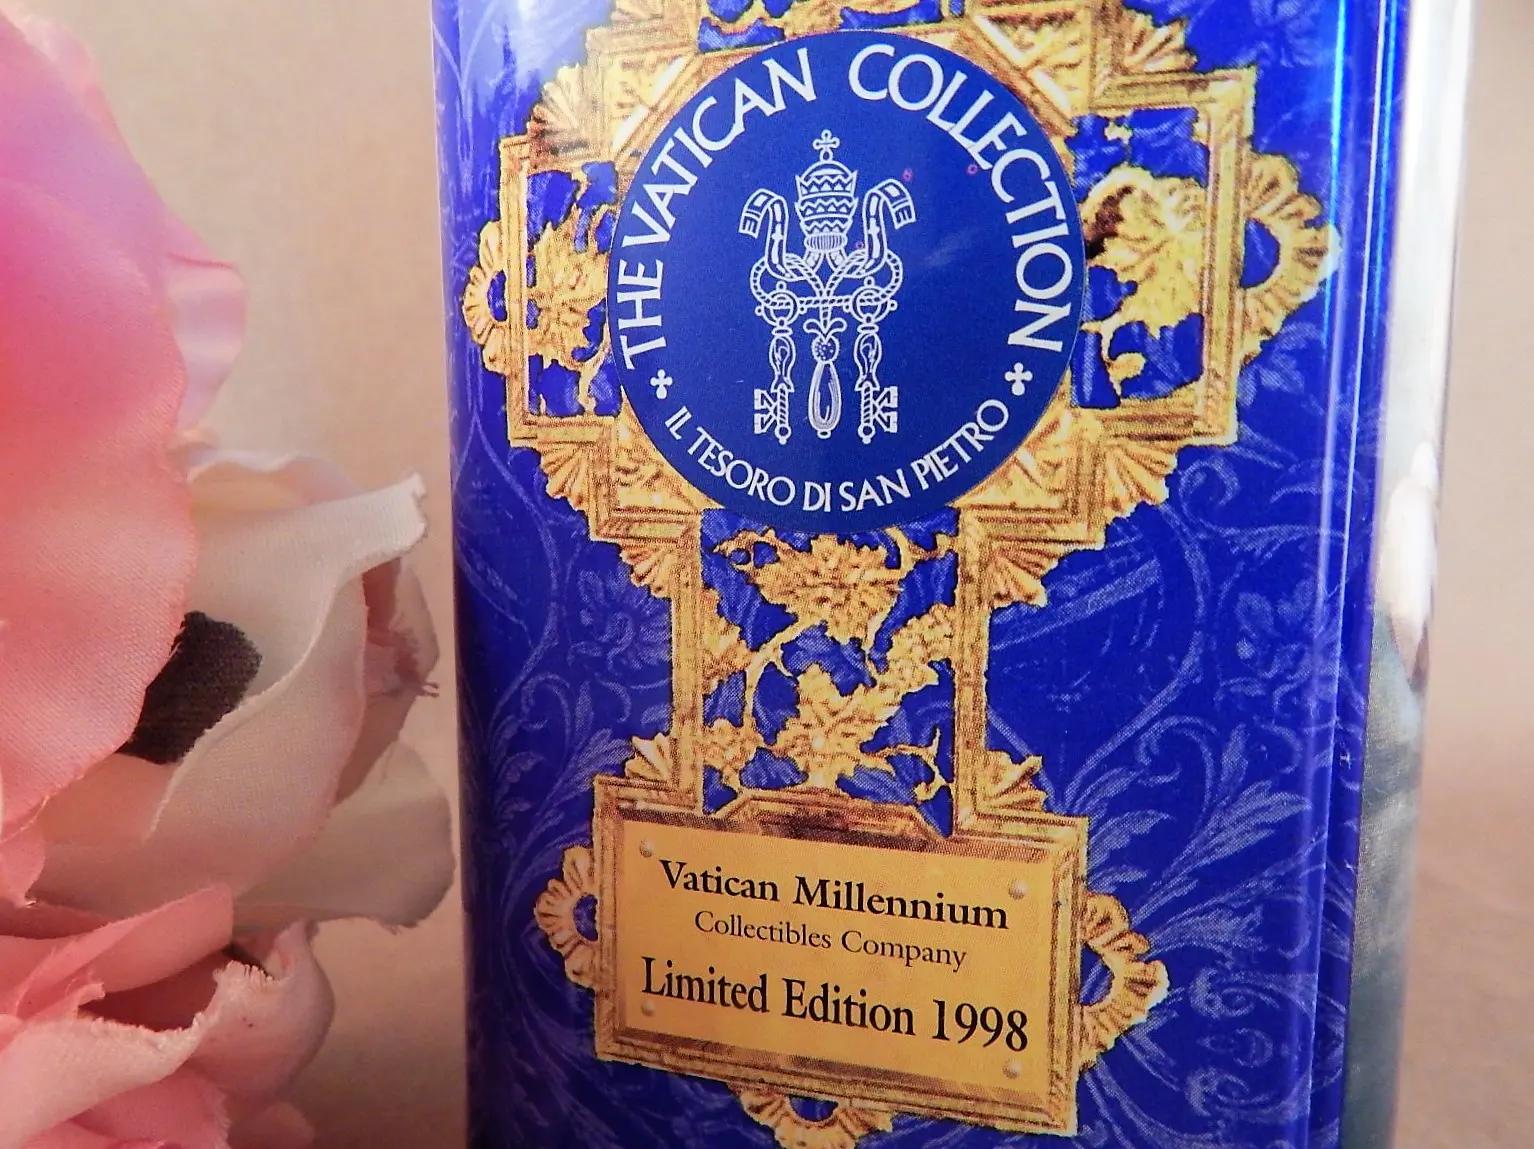 THE VATICAN COLLECTION
IL TESORO DI SAN PIETRO
Vatican Millennium
Collectibles Company
Limited Edition 1998